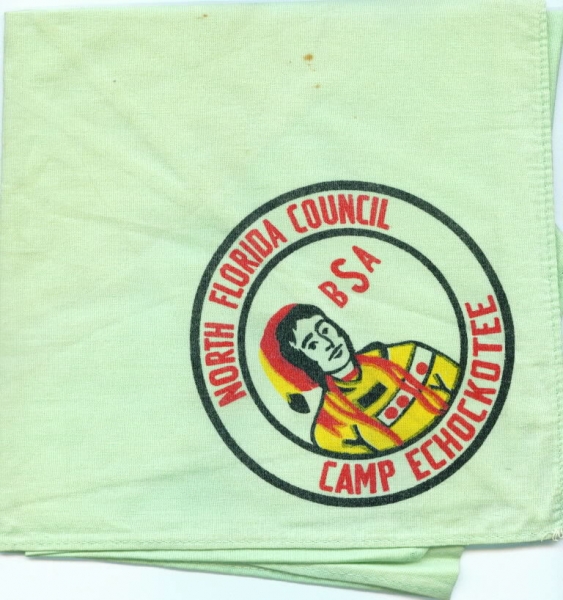 NORTH FLORIDA COUNCIL
BSA
CAMP ECHOCKOTEE